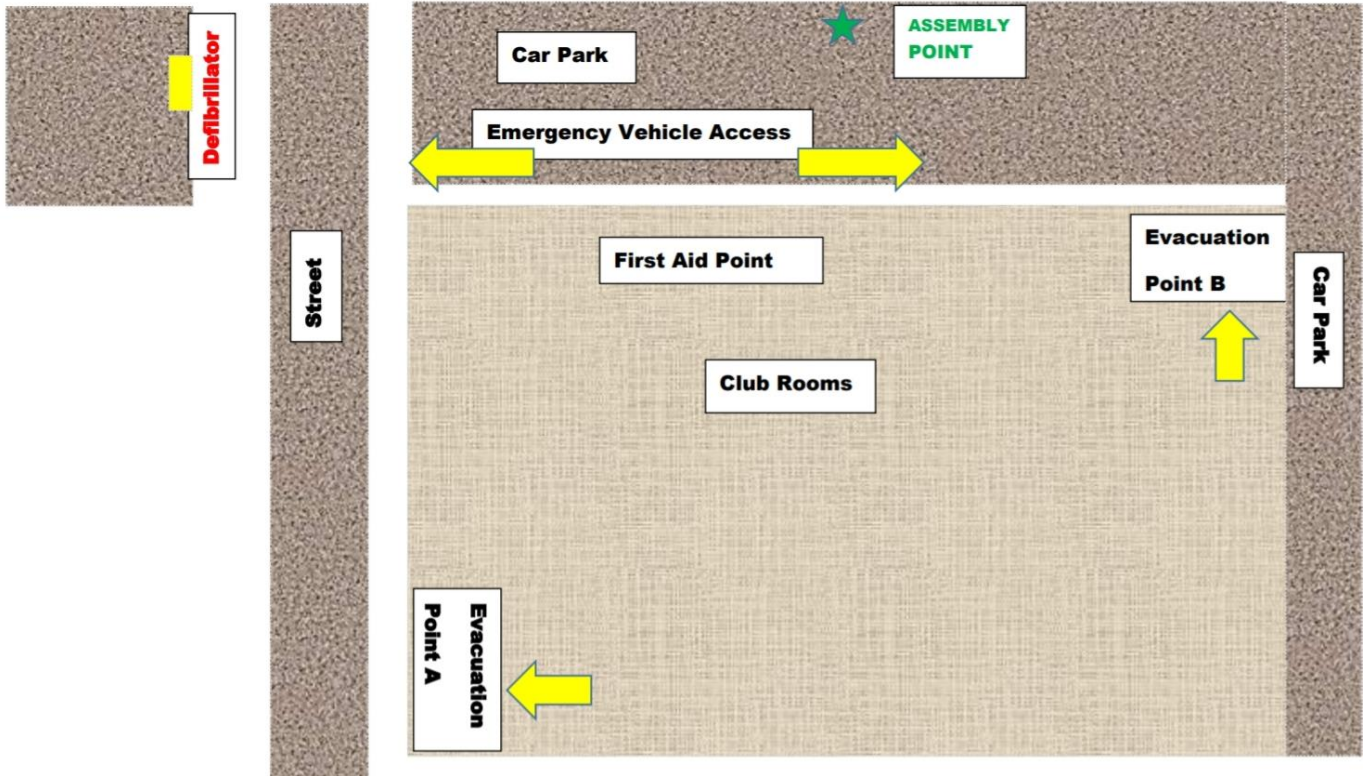 Defibrillator
Car Park
ASSEMBLY
POINT
Emergency Vehicle Access
Street
First Aid Point
Evacuation
Point B
Car Park
Club Rooms
Evacuation
Point A